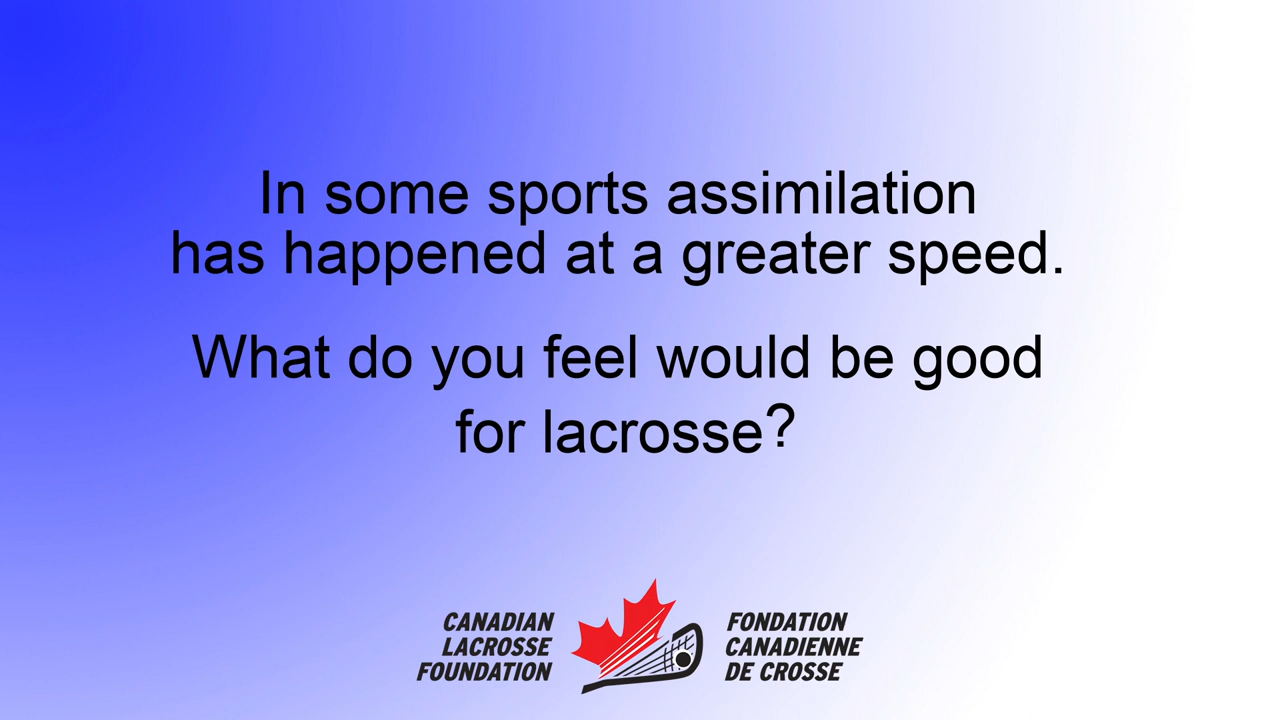 In some sports assimilation
has happened at a greater speed.
What do you feel would be good
for lacrosse?
CANADIAN
LACROSSE
FOUNDATION
FONDATION
CANADIENNE
DE CROSSE